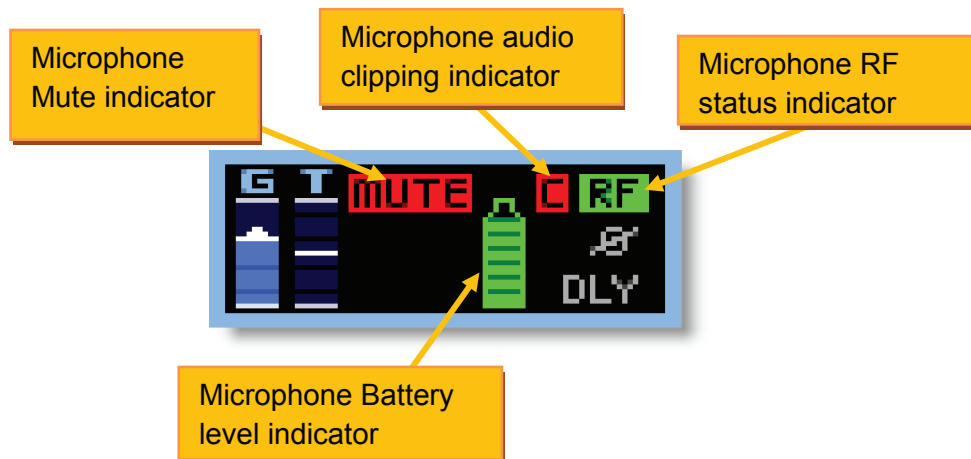 Microphone
Mute indicator
Microphone audio
clipping indicator
Microphone RF
status indicator
G T MUTE C RF
Ø
DLY
Microphone Battery
level indicator